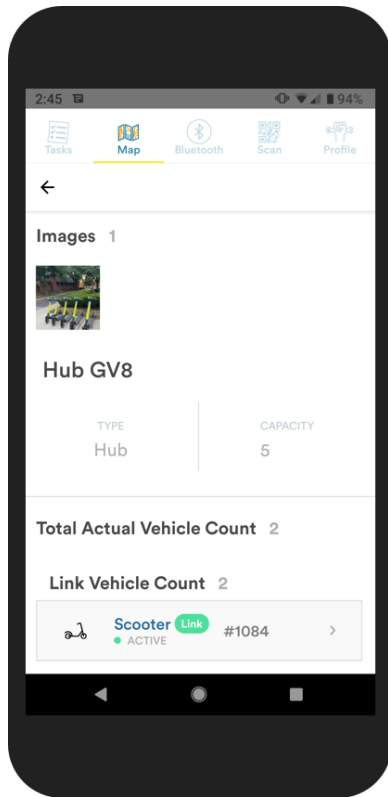 2:45 94%
Tasks Map Bluetooth Scan Profile
Images 1
Hub GV8
TYPE CAPACITY
Hub 5
Total Actual Vehicle Count 2
Link Vehicle Count 2
Scooter Link #1084
ACTIVE